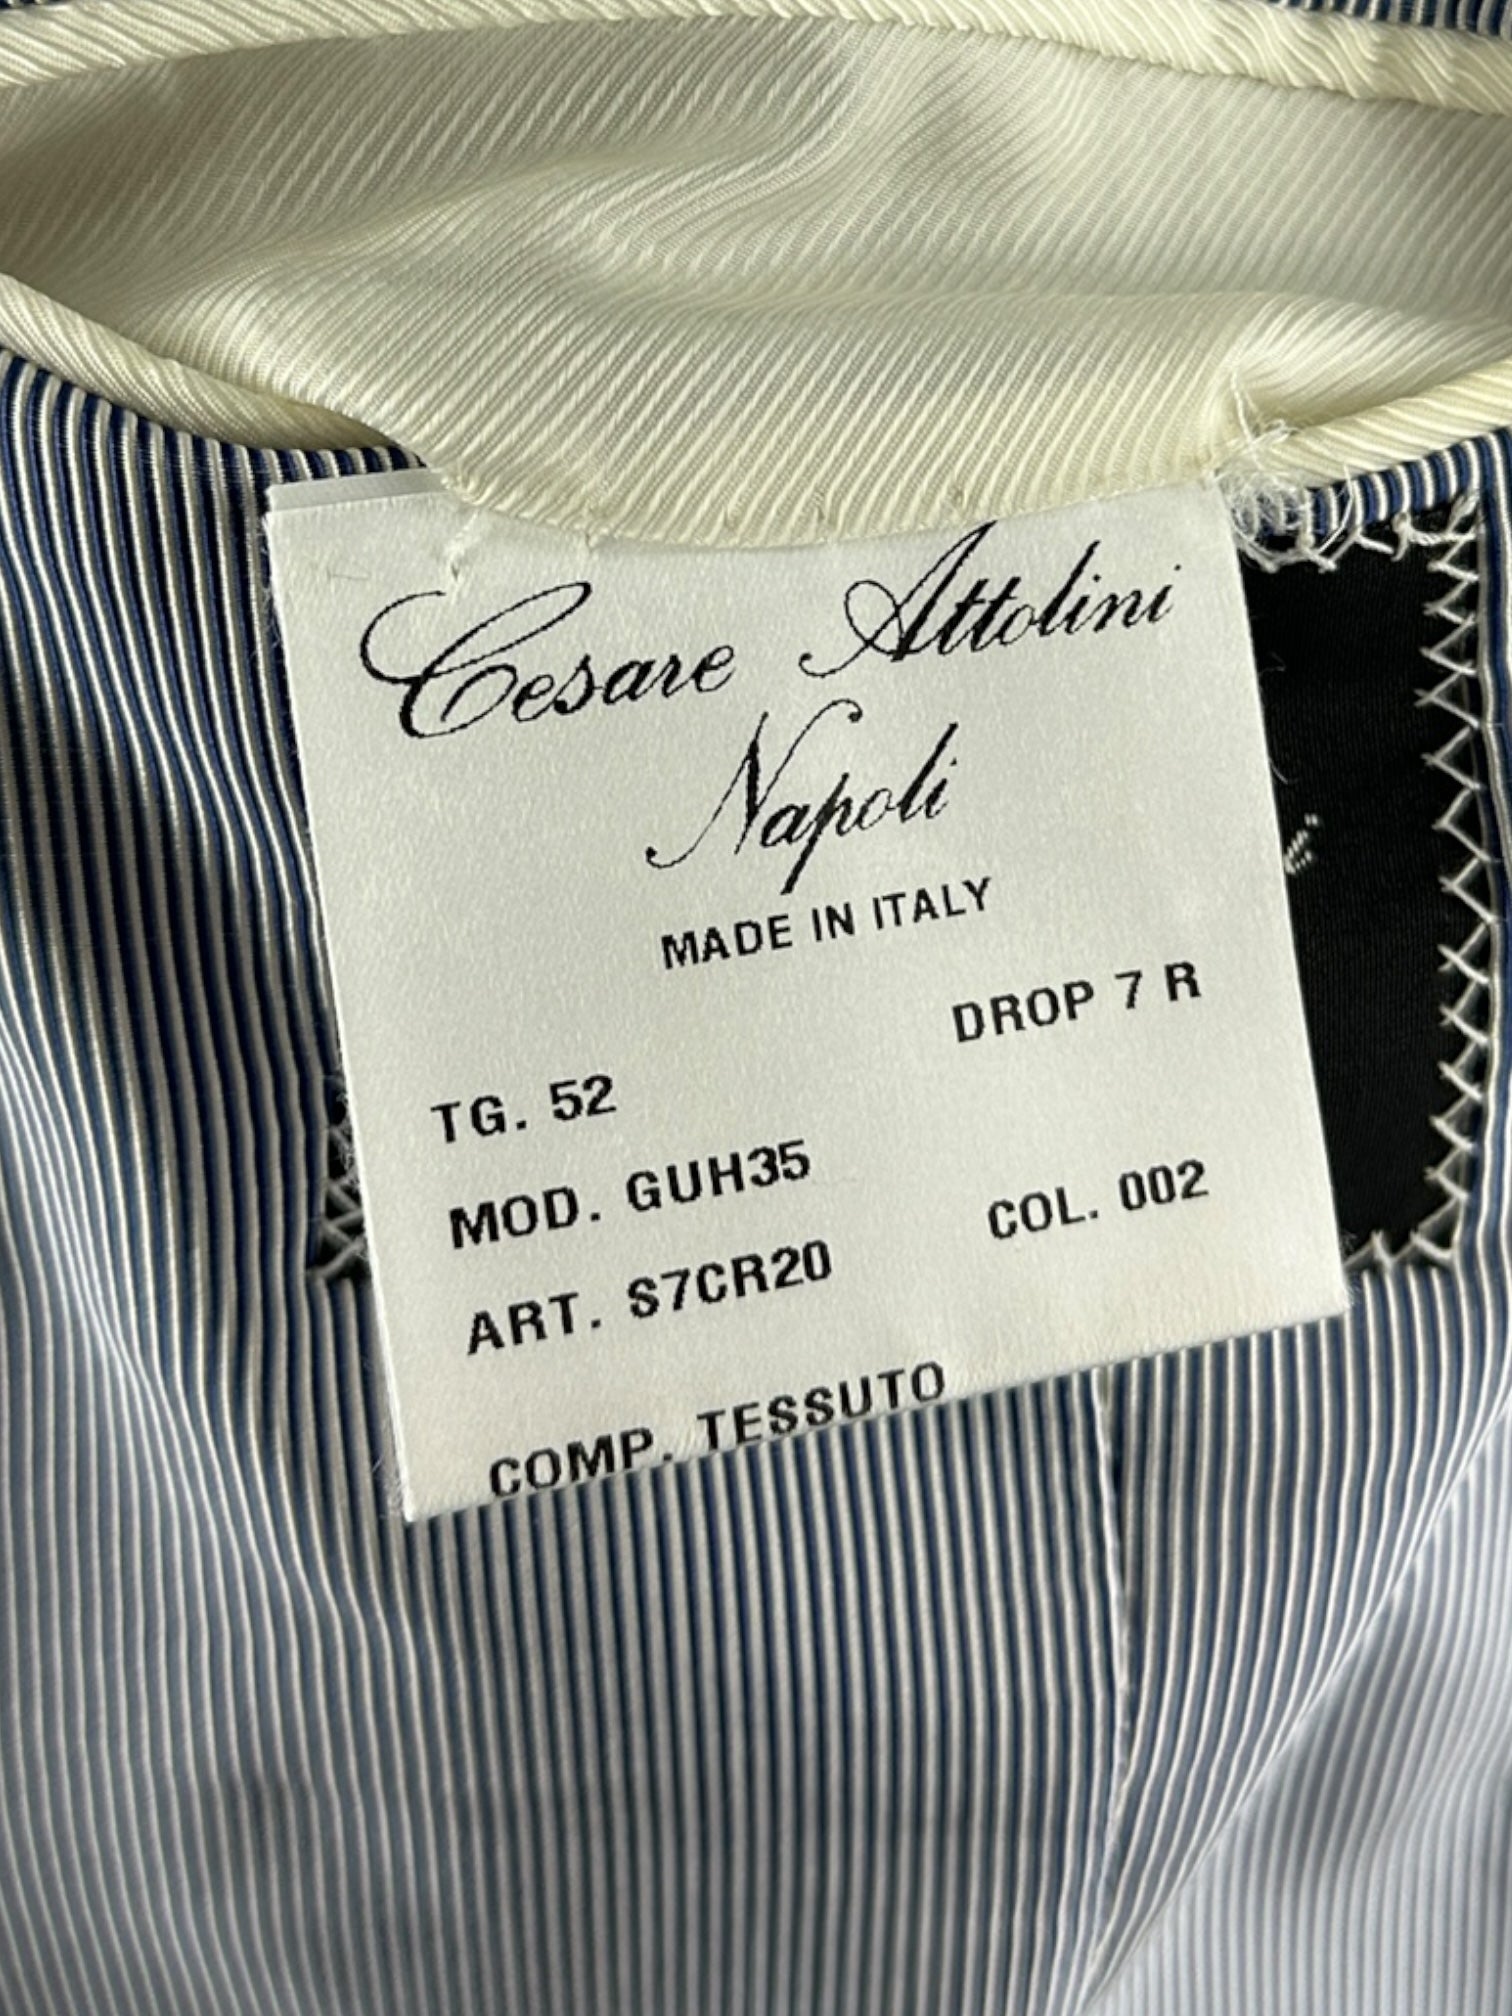 Cesare Attolini
Napoli
MADE IN ITALY
DROP 7 R
TG. 52
MOD. GUH35
ART. S7CR20 COL. 002
COMP. TESSUTO